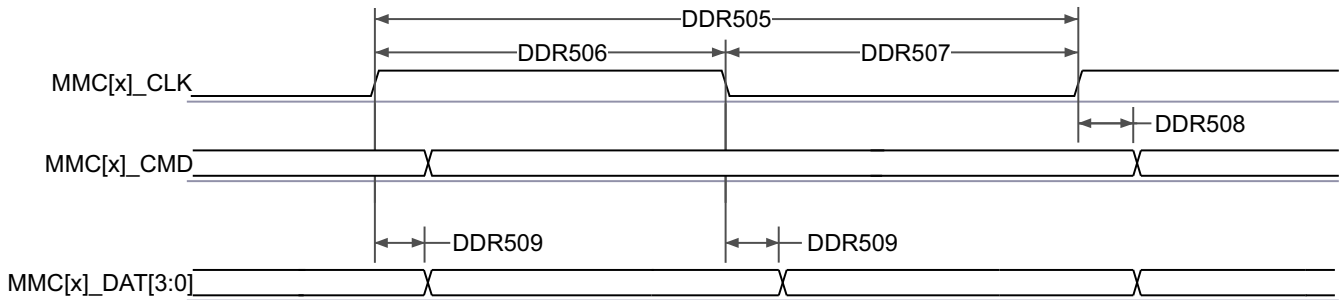 DDR505
DDR506 DDR507
MMC[x]_CLK
DDR508
MMC[x]_CMD
DDR509 DDR509
MMC[x]_DAT[3:0]